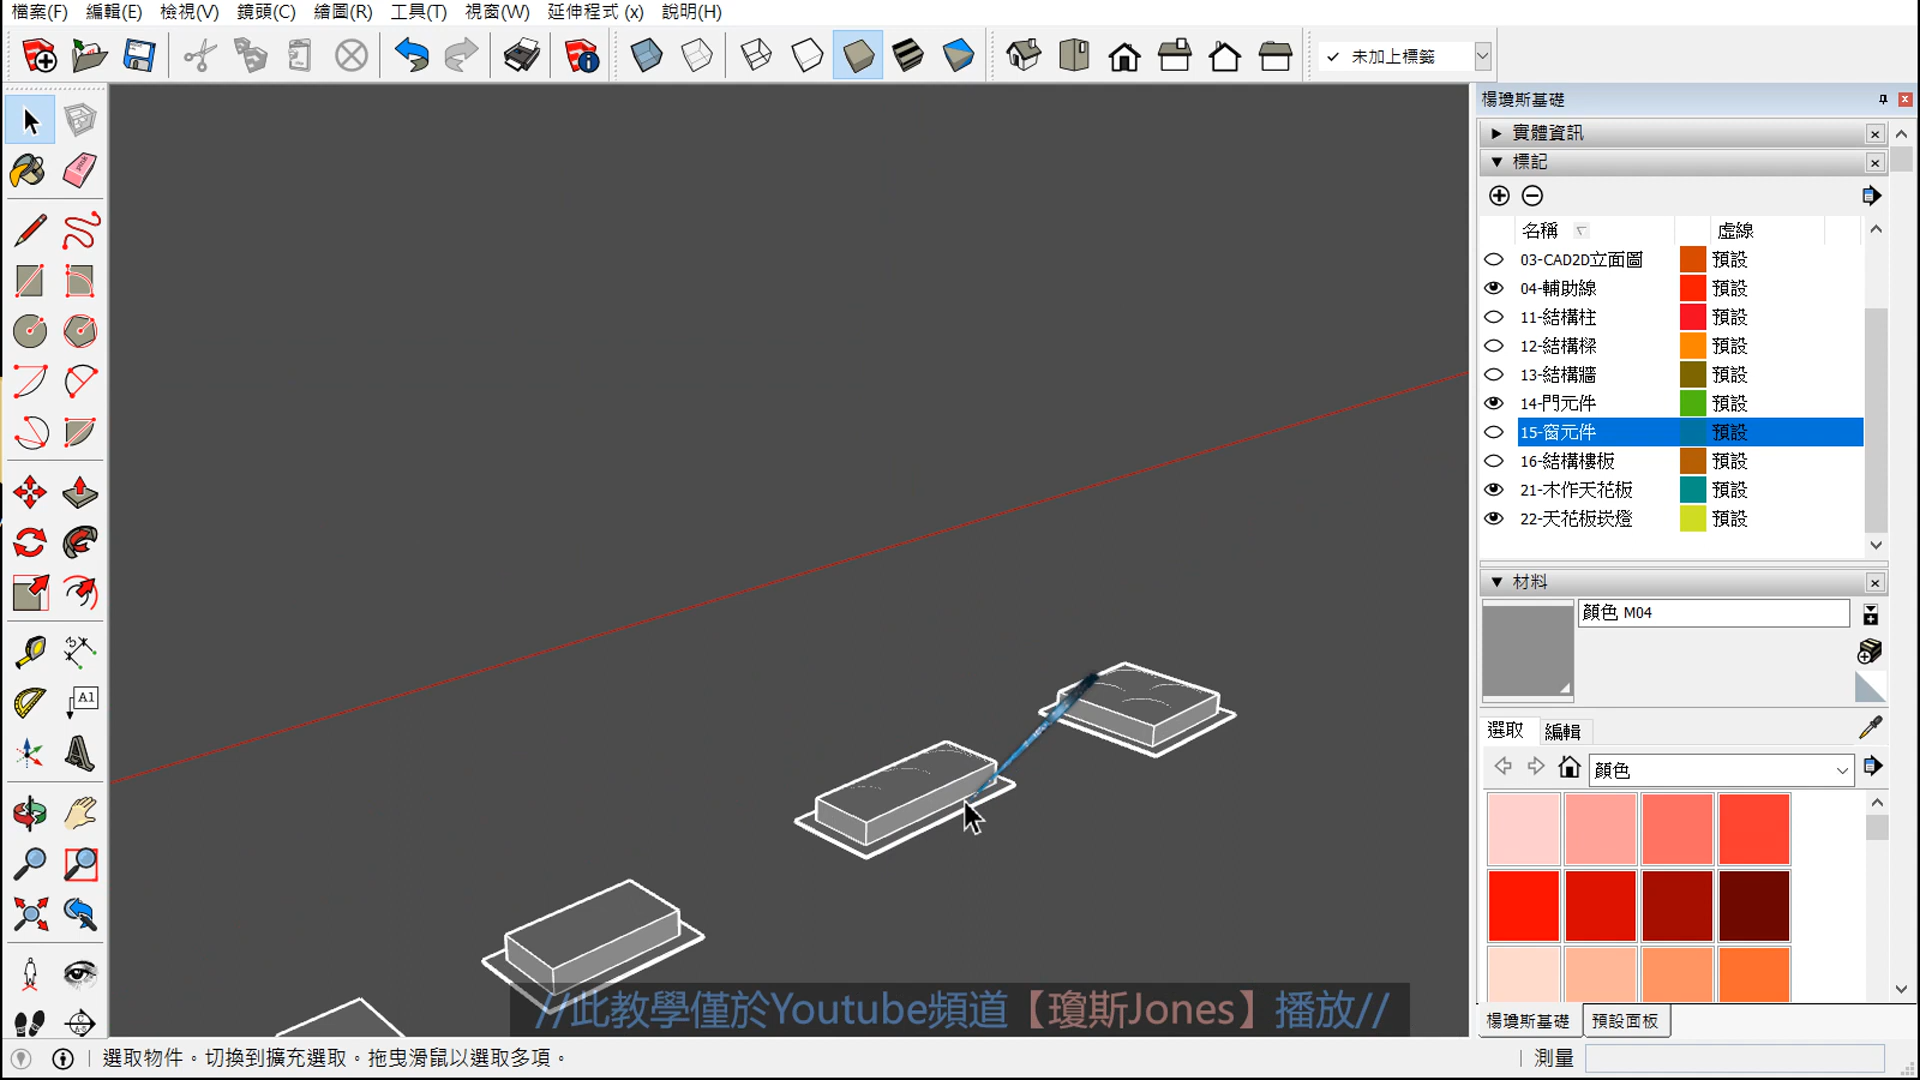 檔案(F) 編輯(E) 檢視(V) 鏡頭(C) 繪圖(R) 工具(T) 視窗(W) 延伸程式 (x) 說明(H)
未加上標籤
楊瓊斯基礎
實體資訊
標記
名稱 虛線
03-CAD2D立面圖 預設
04-輔助線 預設
11-結構柱 預設
12-結構樑 預設
13-結構牆 預設
14-門元件 預設
15-窗元件 預設
16-結構樓板 預設
21-木作天花板 預設
22-天花板崁燈 預設
材料
顏色 M04
選取 編輯
顏色
A1
//此教學僅於Youtube頻道【瓊斯Jones】播放//
楊瓊斯基礎 預設面板
選取物件。切換到擴充選取。拖曳滑鼠以選取多項。
測量